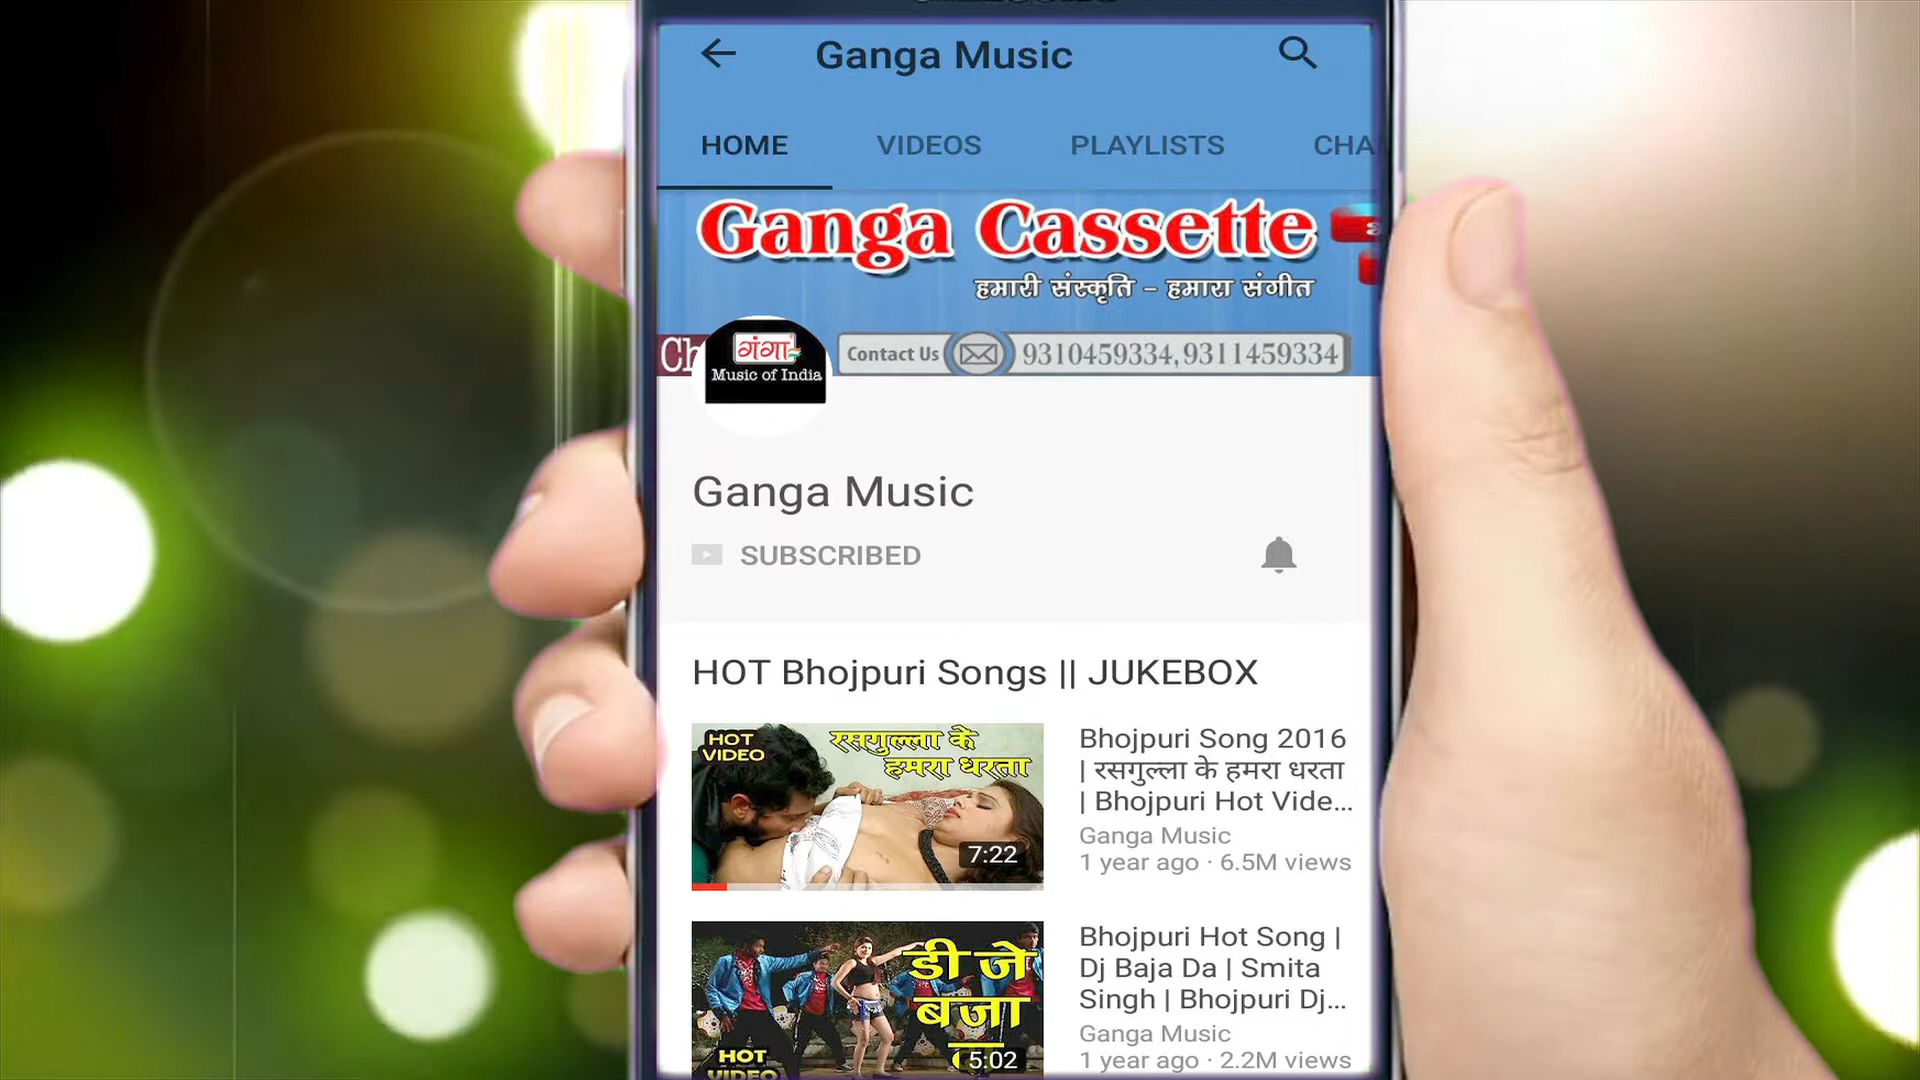 Ganga Music
HOME VIDEOS PLAYLISTS CHA
Ganga Cassette
हमारी संस्कृति - हमारा संगीत
Ch
गंगा
Music of India
Contact Us 9310459334,9311459334
Ganga Music
SUBSCRIBED
HOT Bhojpuri Songs || JUKEBOX
HOT
VIDEO
रसगुल्ला के
हमरा धरता
7:22
Bhojpuri Song 2016
| रसगुल्ला के हमरा धरता
| Bhojpuri Hot Vide...
Ganga Music
1 year ago · 6.5M views
डी जे
बजा
HOT
VIDEO
5:02
Bhojpuri Hot Song |
Dj Baja Da | Smita
Singh | Bhojpuri Dj...
Ganga Music
1 year ago · 2.2M views